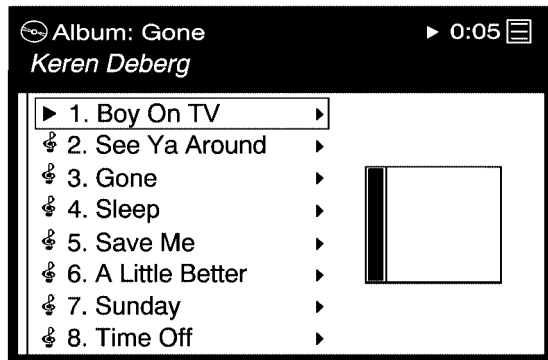 Album: Gone
0:05
Keren Deberg
1. Boy On TV
2. See Ya Around
3. Gone
4. Sleep
5. Save Me
6. A Little Better
7. Sunday
8. Time Off